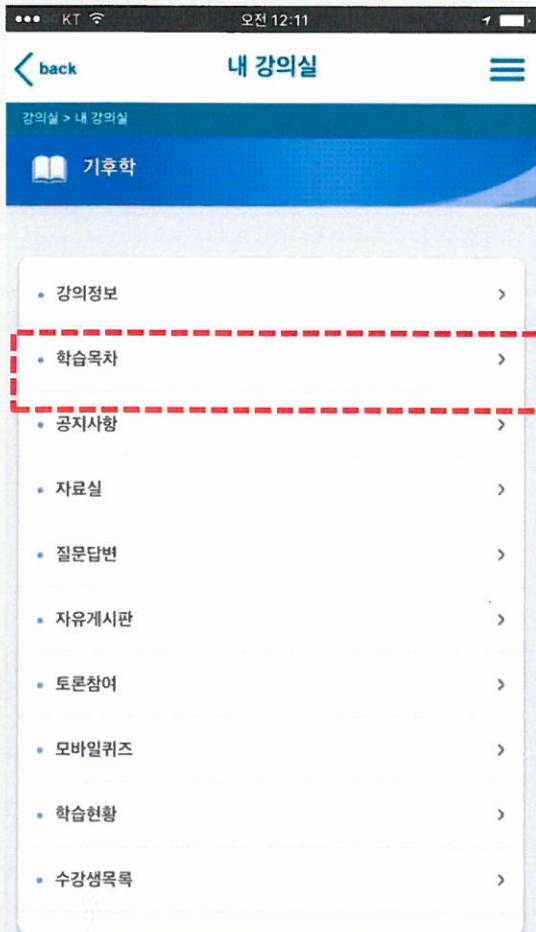 KT 오전 12:11
back 내 강의실
강의실 > 내 강의실
기후학
강의정보
학습목차
공지사항
자료실
질문답변
자유게시판
토론참여
모바일퀴즈
학습현황
수강생목록